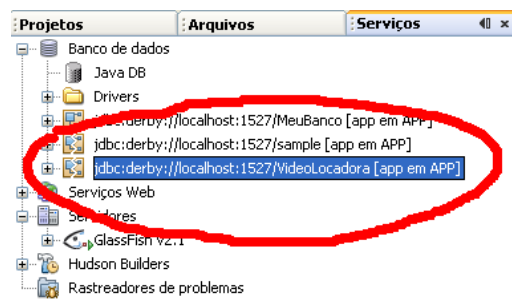 Projetos Arquivos Serviços
Banco de dados
Java DB
Drivers
jdbc:derby://localhost:1527/MeuBanco [app em APP]
jdbc:derby://localhost:1527/sample [app em APP]
jdbc:derby://localhost:1527/VideoLocadora [app em APP]
Serviços Web
Servidores
GlassFish v2.1
Hudson Builders
Rastreadores de problemas